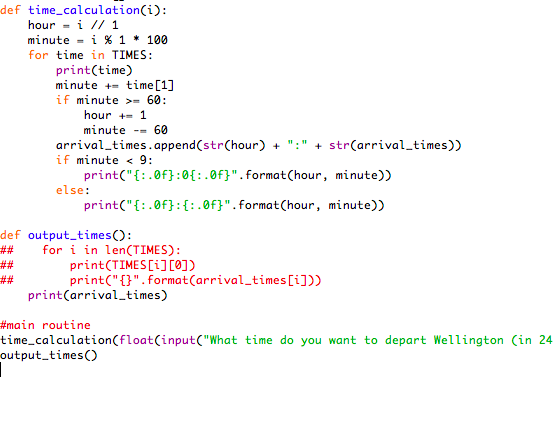 def time_calculation(i):
    hour = i // 1
    minute = i % 1 * 100
    for time in TIMES:
        print(time)
        minute += time[1]
        if minute >= 60:
            hour += 1
            minute -= 60
        arrival_times.append(str(hour) + ":" + str(arrival_times))
        if minute < 9:
            print("{:.0f}:0{:.0f}".format(hour, minute))
        else:
            print("{:.0f}:{:.0f}".format(hour, minute))

def output_times():
##    for i in len(TIMES):
##        print(TIMES[i][0])
##        print("{}".format(arrival_times[i]))
    print(arrival_times)

#main routine
time_calculation(float(input("What time do you want to depart Wellington (in 24
output_times()